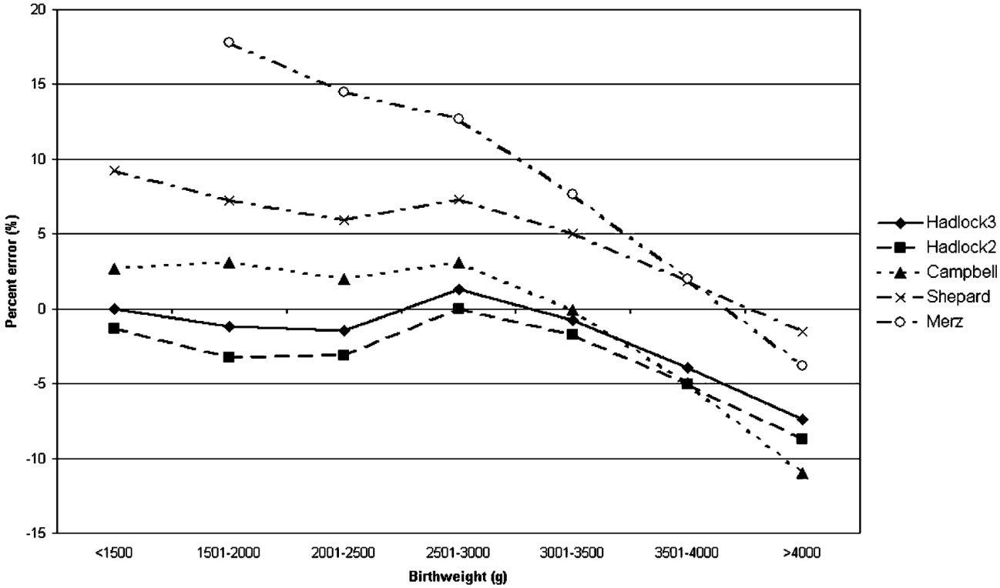 20
15
10
5
0
-5
-10
-15
Percent errror (%)
<1500 1501-2000 2001-2500 2501-3000 3001-3500 3501-4000 >4000
Birthweight (g)
Hadlock3
Hadlock2
Campbell
Shepard
Merz